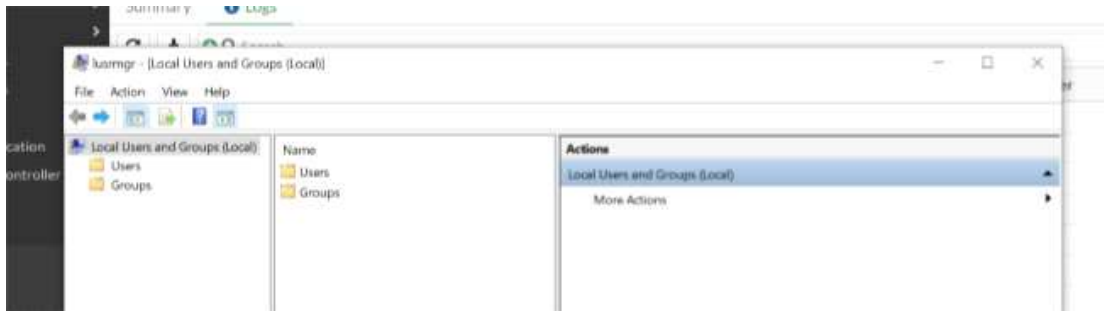 Summary Logs
Search
lusrmgr - [Local Users and Groups (Local)]
File Action View Help
Local Users and Groups (Local)
Users
Groups
Name
Users
Groups
Actions
Local Users and Groups (Local)
More Actions
cation
ontroller
er